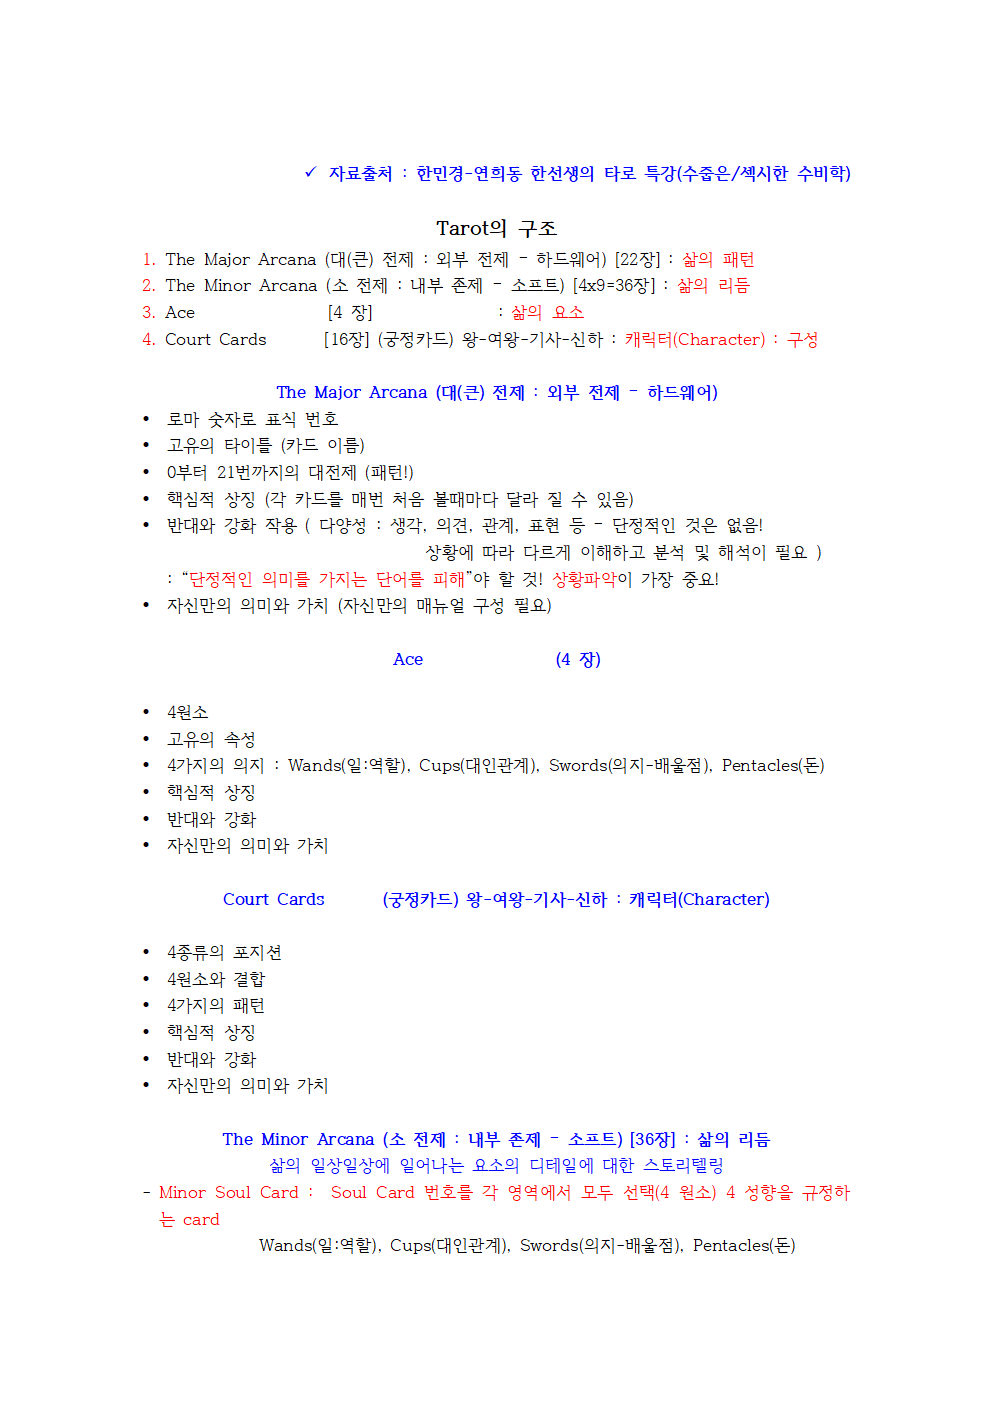 ✓ 자료출처 : 한민경-연희동 한선생의 타로 특강(수줍은/섹시한 수비학)
Tarot의 구조
1. The Major Arcana (대(큰) 전제 : 외부 전제 - 하드웨어) [22장] : 삶의 패턴
2. The Minor Arcana (소 전제 : 내부 존제 - 소프트) [4x9=36장] : 삶의 리듬
3. Ace [4 장] : 삶의 요소
4. Court Cards [16장] (궁정카드) 왕-여왕-기사-신하 : 캐릭터(Character) : 구성
The Major Arcana (대(큰) 전제 : 외부 전제 - 하드웨어)
• 로마 숫자로 표식 번호
• 고유의 타이틀 (카드 이름)
• 0부터 21번까지의 대전제 (패턴!)
• 핵심적 상징 (각 카드를 매번 처음 볼때마다 달라 질 수 있음)
• 반대와 강화 작용 ( 다양성 : 생각, 의견, 관계, 표현 등 - 단정적인 것은 없음!
상황에 따라 다르게 이해하고 분석 및 해석이 필요 )
: “단정적인 의미를 가지는 단어를 피해”야 할 것! 상황파악이 가장 중요!
• 자신만의 의미와 가치 (자신만의 매뉴얼 구성 필요)
Ace (4 장)
• 4원소
• 고유의 속성
• 4가지의 의지 : Wands(일:역할), Cups(대인관계), Swords(의지-배울점), Pentacles(돈)
• 핵심적 상징
• 반대와 강화
• 자신만의 의미와 가치
Court Cards (궁정카드) 왕-여왕-기사-신하 : 캐릭터(Character)
• 4종류의 포지션
• 4원소와 결합
• 4가지의 패턴
• 핵심적 상징
• 반대와 강화
• 자신만의 의미와 가치
The Minor Arcana (소 전제 : 내부 존제 - 소프트) [36장] : 삶의 리듬
삶의 일상일상에 일어나는 요소의 디테일에 대한 스토리텔링
- Minor Soul Card : Soul Card 번호를 각 영역에서 모두 선택(4 원소) 4 성향을 규정하
는 card
Wands(일:역할), Cups(대인관계), Swords(의지-배울점), Pentacles(돈)